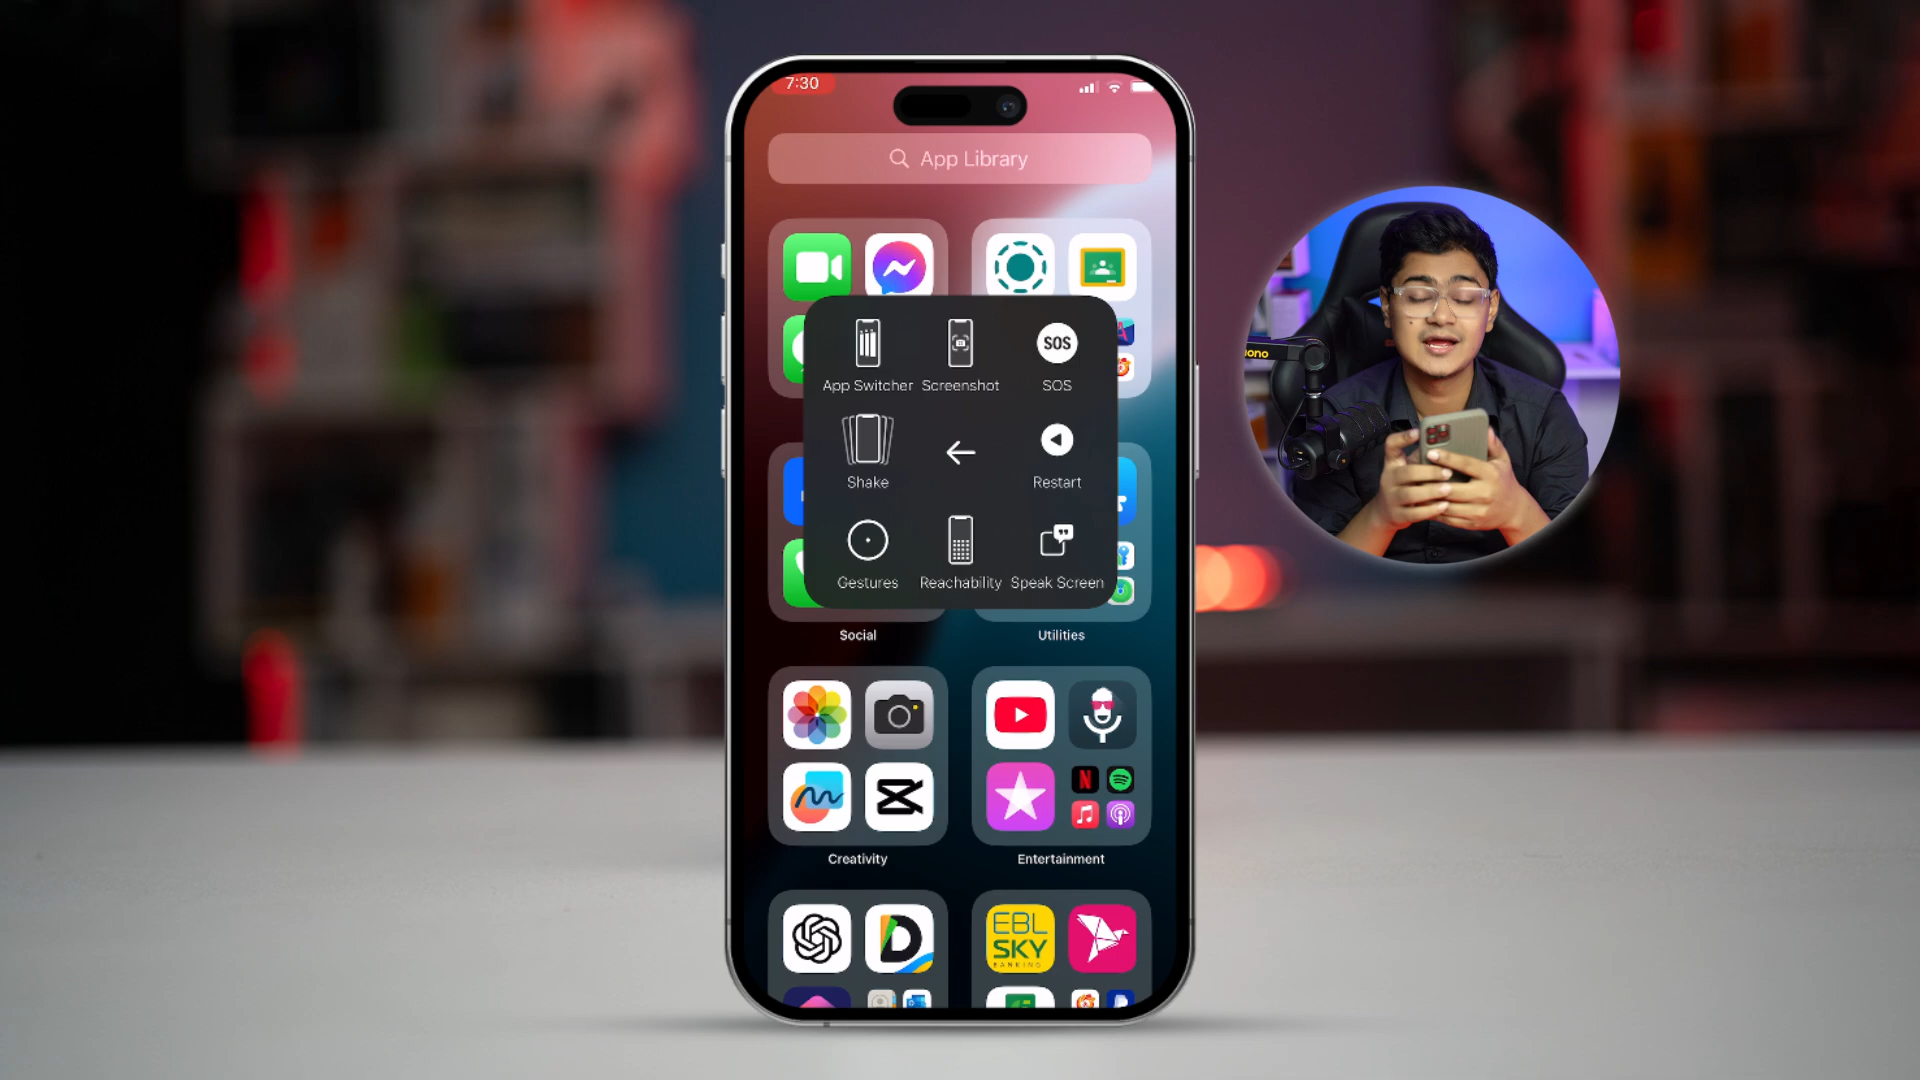 7:30
App Library
App Switcher
Screenshot
SOS
SOS
Shake
Restart
Gestures
Reachability
Speak Screen
Social
Utilities
Creativity
Entertainment
N
EBL
SKY
BANKING